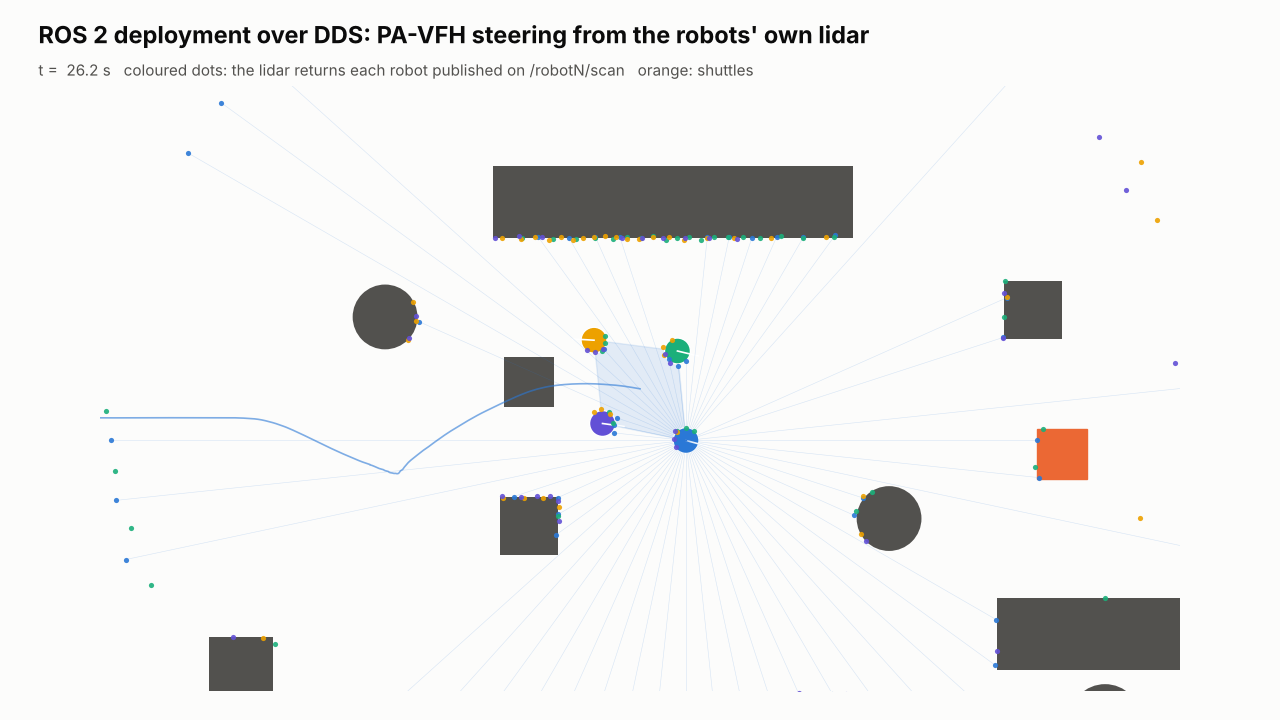 ROS 2 deployment over DDS: PA-VFH steering from the robots' own lidar
t = 26.2 s coloured dots: the lidar returns each robot published on /robotN/scan orange: shuttles